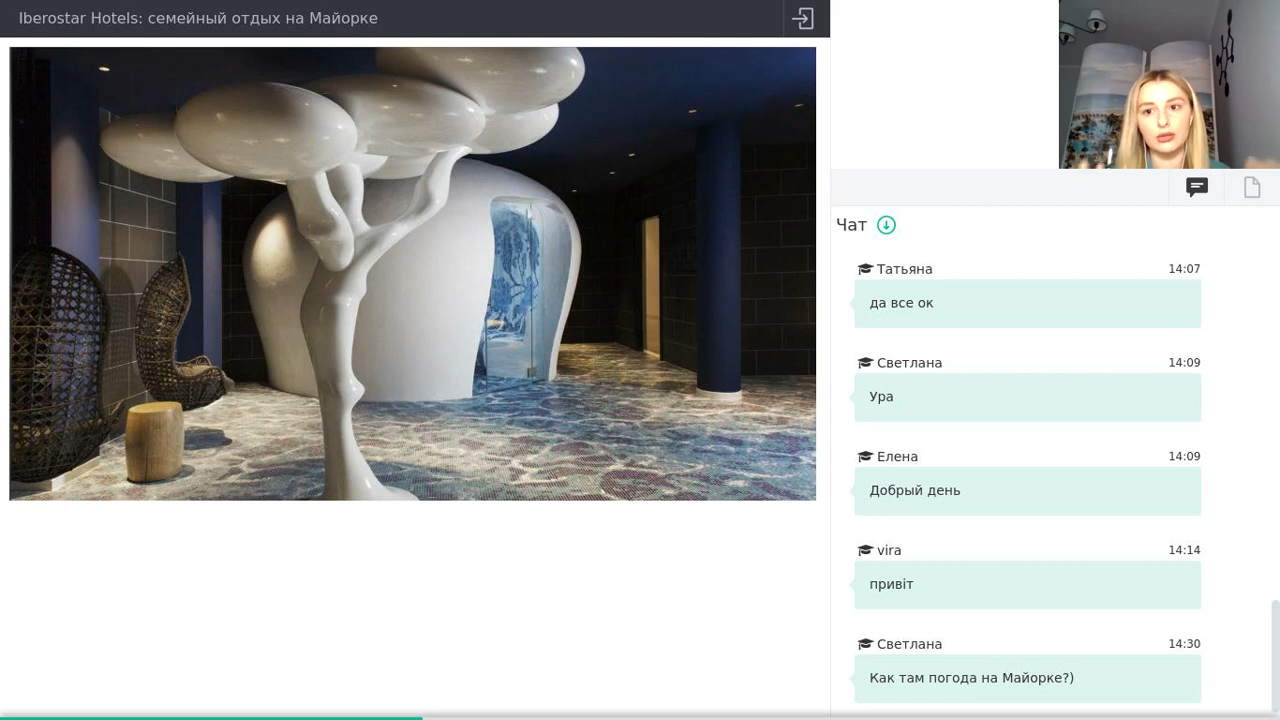 Iberostar Hotels: семейный отдых на Майорке
Чат
Татьяна 14:07
да все ок
Светлана 14:09
Ура
Елена 14:09
Добрый день
vira 14:14
привіт
Светлана 14:30
Как там погода на Майорке?)